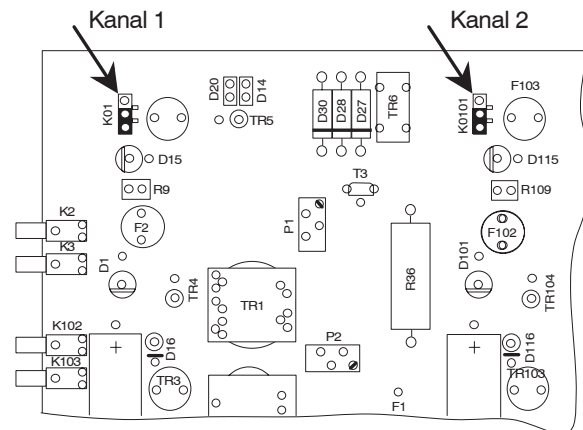 Kanal 1
Kanal 2
D20
D14
K01
TR5
D30
D28
D27
TR6
K0101
F103
D15
D115
T3
R9
R109
K2
F2
P1
F102
K3
D1
D101
R36
TR4
TR1
TR104
K102
D16
P2
D116
+
+
K103
TR3
TR103
F1